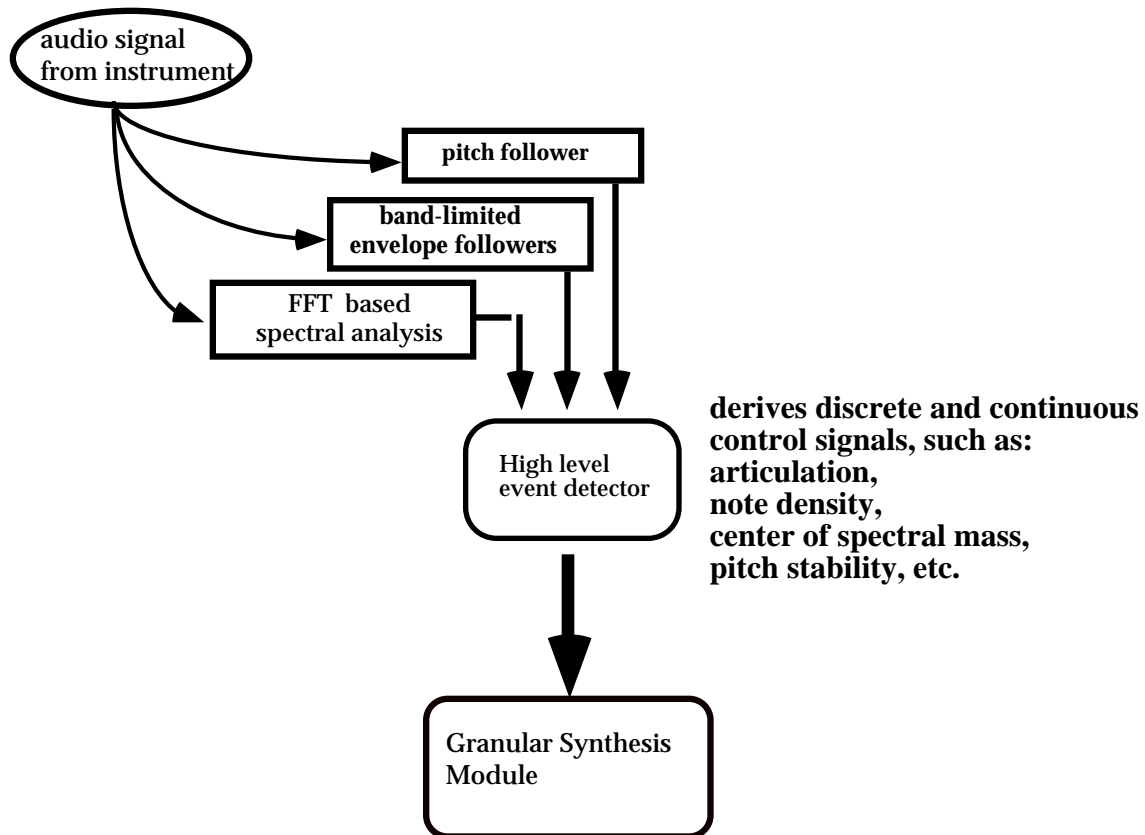 audio signal
from instrument
pitch follower
band-limited
envelope followers
FFT based
spectral analysis
High level
event detector
derives discrete and continuous
control signals, such as:
articulation,
note density,
center of spectral mass,
pitch stability, etc.
Granular Synthesis
Module